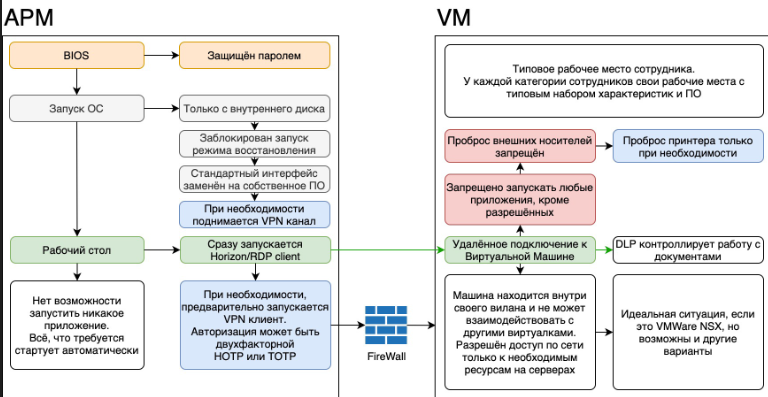 АРМ
VM
BIOS
Защищён паролем
Запуск ОС
Только с внутреннего диска
Заблокирован запуск
режима восстановления
Стандартный интерфейс
заменён на собственное ПО
При необходимости
поднимается VPN канал
Рабочий стол
Сразу запускается
Horizon/RDP client
Нет возможности
запустить никакое
приложение.
Всё, что требуется
стартует автоматически
При необходимости,
предварительно запускается
VPN клиент.
Авторизация может быть
двухфакторной
HOTP или TOTP
FireWall
Типовое рабочее место сотрудника.
У каждой категории сотрудников свои рабочие места с
типовым набором характеристик и ПО
Проброс внешних носителей
запрещён
Проброс принтера только
при необходимости
Запрещено запускать любые
приложения, кроме
разрешённых
Удалённое подключение к
Виртуальной Машине
DLP контроллирует работу с
документами
Машина находится внутри
своего вилана и не может
взаимодействовать с
другими виртуалками.
Разрешён доступ по сети
только к необходимым
ресурсам на серверах
Идеальная ситуация, если
это VMWare NSX, но
возможны и другие
варианты